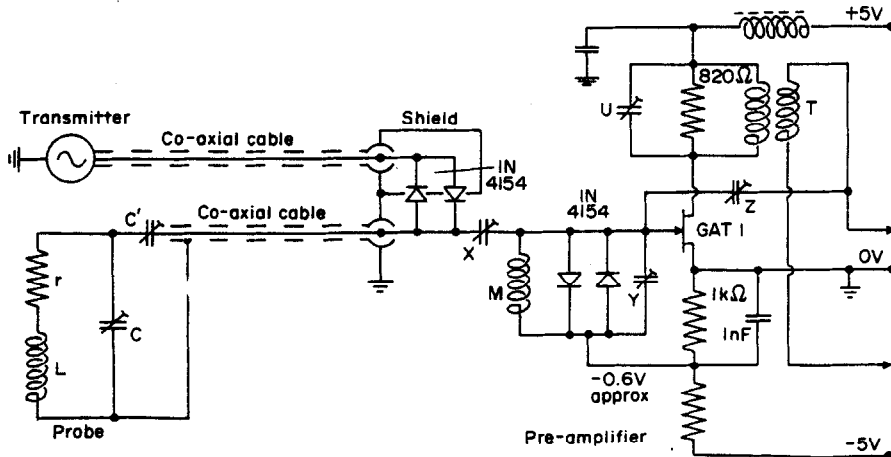 +5V
820Ω
U
T
Transmitter
Co-axial cable
Shield
IN
4154
C'
Co-axial cable
IN
4154
Z
GAT 1
X
r
C
M
Y
0V
1kΩ
1nF
L
-0.6V
approx
Probe
Pre-amplifier
-5V